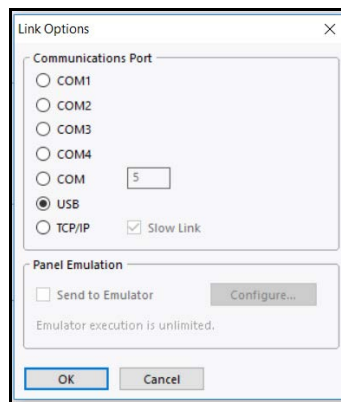 Link Options
Communications Port
COM1
COM2
COM3
COM4
COM 5
USB
TCP/IP Slow Link
Panel Emulation
Send to Emulator Configure...
Emulator execution is unlimited.
OK Cancel